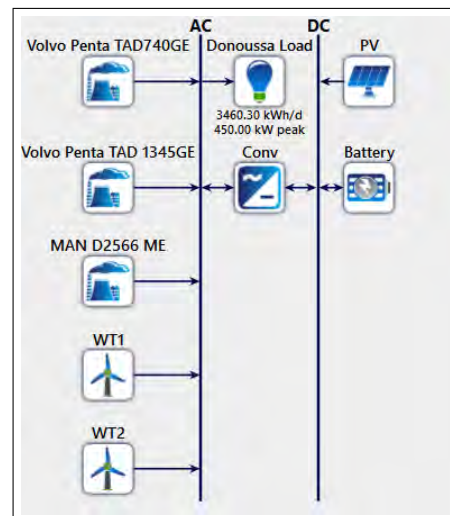 AC DC
Volvo Penta TAD740GE Donoussa Load PV
3460.30 kWh/d
450.00 kW peak
Volvo Penta TAD 1345GE Conv Battery
MAN D2566 ME
WT1
WT2